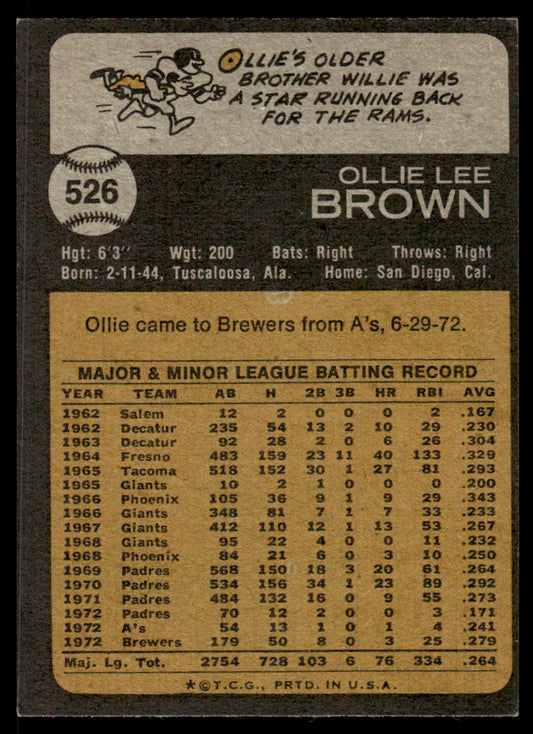 OLLIE'S OLDER
BROTHER WILLIE WAS
A STAR RUNNING BACK
FOR THE RAMS.
526
OLLIE LEE
BROWN
Hgt: 6'3" Wgt: 200 Bats: Right Throws: Right
Born: 2-11-44, Tuscaloosa, Ala. Home: San Diego, Cal.
Ollie came to Brewers from A's, 6-29-72.
MAJOR & MINOR LEAGUE BATTING RECORD
YEAR TEAM AB H 2B 3B HR RBI AVG
1962 Salem 12 2 0 0 0 2 .167
1962 Decatur 235 54 13 2 10 29 .230
1963 Decatur 92 28 2 0 6 26 .304
1964 Fresno 483 159 23 11 40 133 .329
1965 Tacoma 518 152 30 1 27 81 .293
1965 Giants 10 2 1 0 0 0 .200
1966 Phoenix 105 36 9 1 9 29 .343
1966 Giants 348 81 7 1 7 33 .233
1967 Giants 412 110 12 1 13 53 .267
1968 Giants 95 22 4 0 0 11 .232
1968 Phoenix 84 21 6 0 3 10 .250
1969 Padres 568 150 18 3 20 61 .264
1970 Padres 534 156 34 1 23 89 .292
1971 Padres 484 132 16 0 9 55 .273
1972 Padres 70 12 2 0 0 3 .171
1972 A's 54 13 1 0 1 4 .241
1972 Brewers 179 50 8 0 3 25 .279
Maj. Lg. Tot. 2754 728 103 6 76 334 .264
*©T.C.G., PRTD. IN U.S.A.